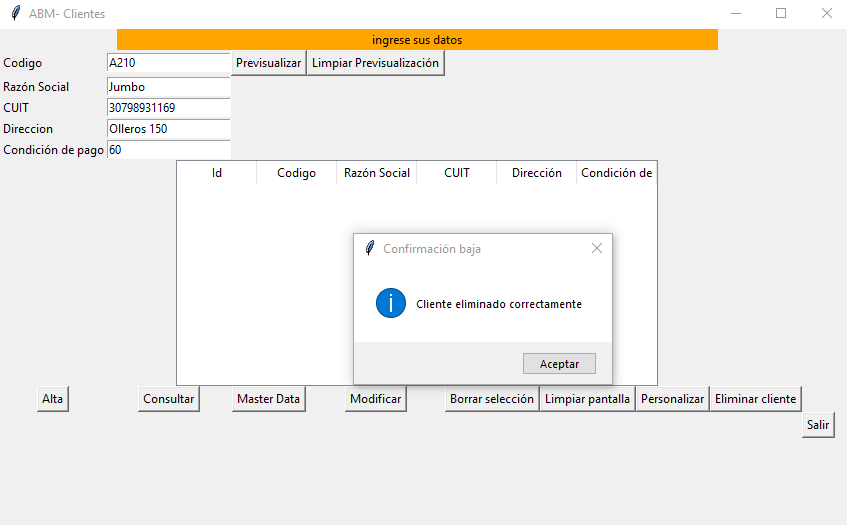 ABM- Clientes
ingrese sus datos
Codigo A210 Previsualizar Limpiar Previsualización
Razón Social Jumbo
CUIT 30798931169
Direccion Olleros 150
Condición de pago 60
Id Codigo Razón Social CUIT Dirección Condición de
Confirmación baja
Cliente eliminado correctamente
Aceptar
Alta Consultar Master Data Modificar Borrar selección Limpiar pantalla Personalizar Eliminar cliente
Salir